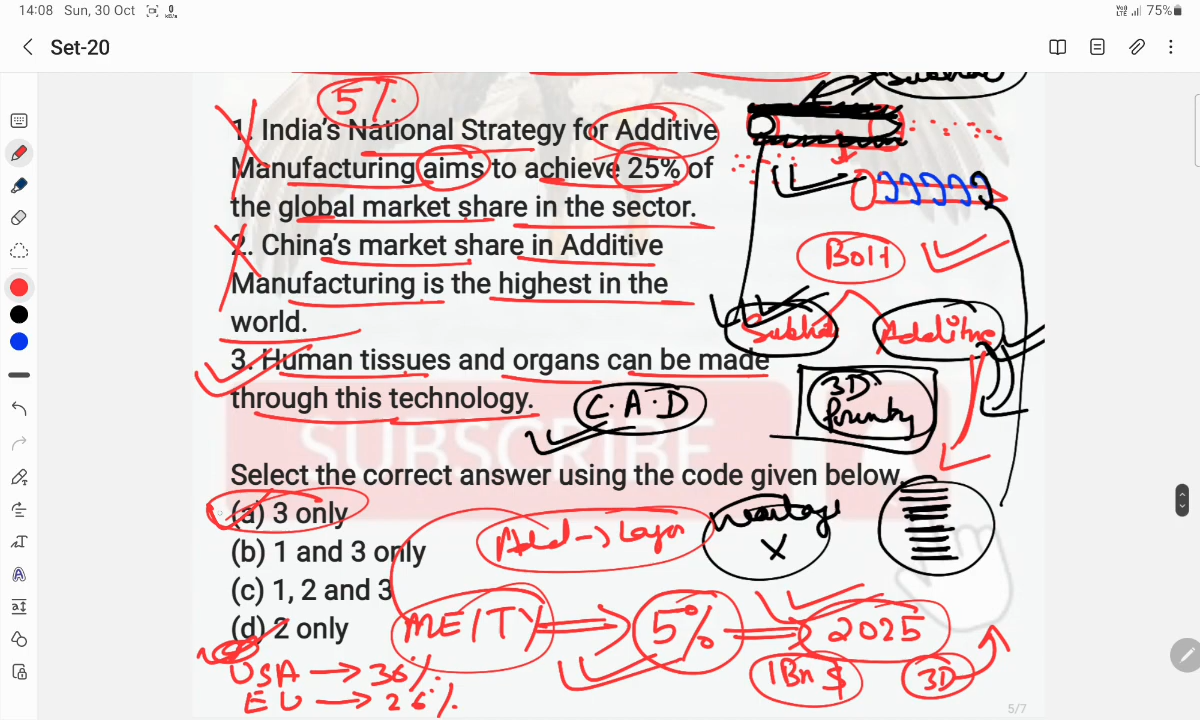 14:08 Sun, 30 Oct
75%
Set-20
5%
1. India's National Strategy for Additive
Manufacturing aims to achieve 25% of
the global market share in the sector.
2. China's market share in Additive
Manufacturing is the highest in the
world.
3. Human tissues and organs can be made
through this technology.
Bolt
C.A.D
3D
SUBSCRIBE
Select the correct answer using the code given below.
(a) 3 only
(b) 1 and 3 only
(c) 1, 2 and 3
(d) 2 only
Add → Layer
X
MEITY ⇒ 5% ⇒ 2025
1Bn $
3D
USA → 36%
EU → 26%
5/7